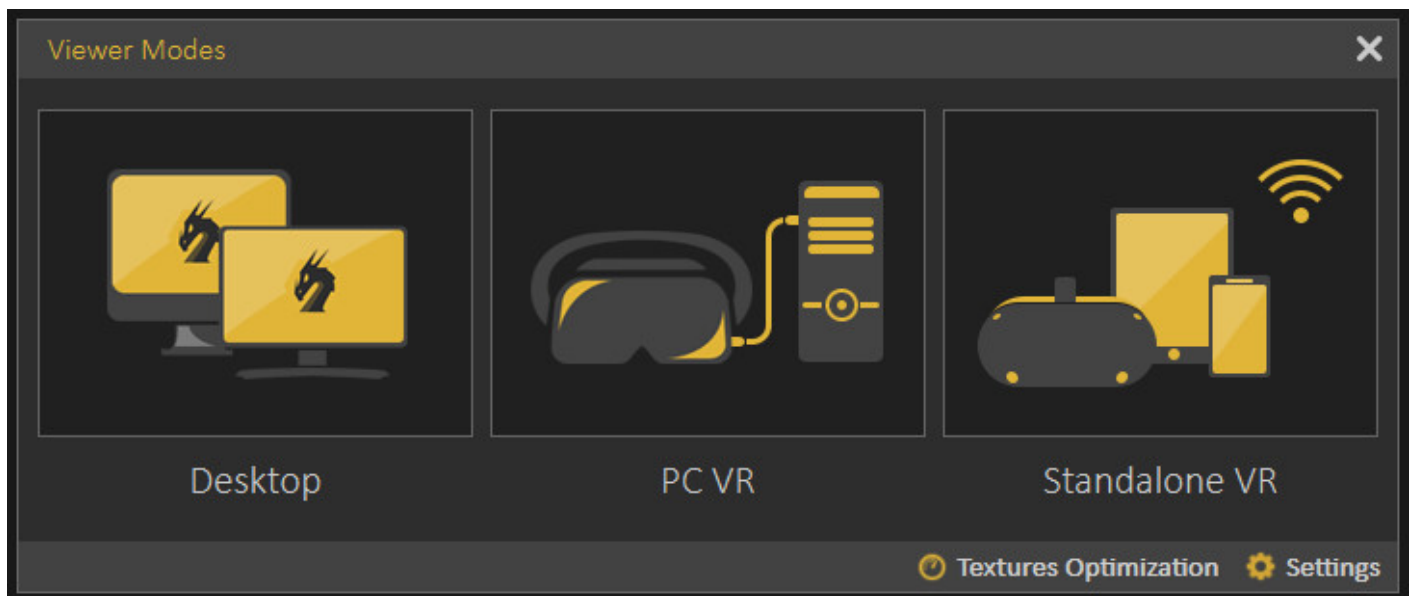 Viewer Modes
Desktop
PC VR
Standalone VR
Textures Optimization
Settings